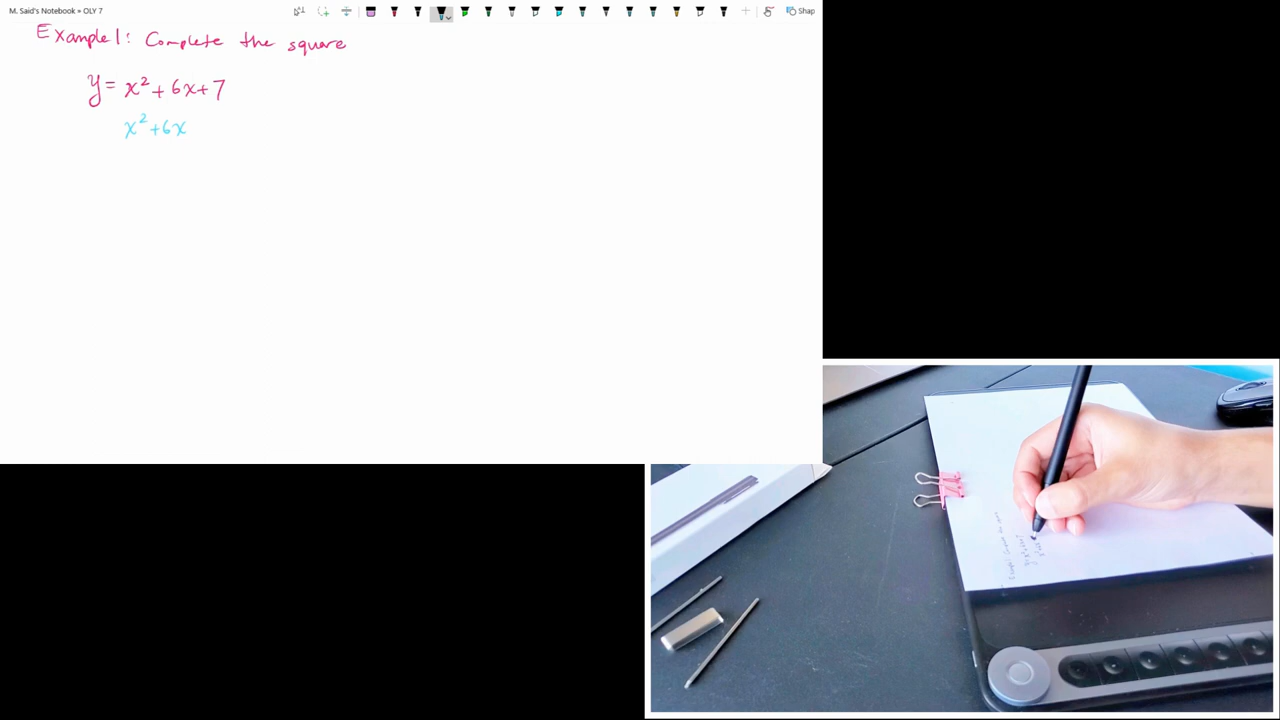 M. Said's Notebook » OLY 7
Shap
Example 1: Complete the square
y = x² + 6x + 7
x² + 6x